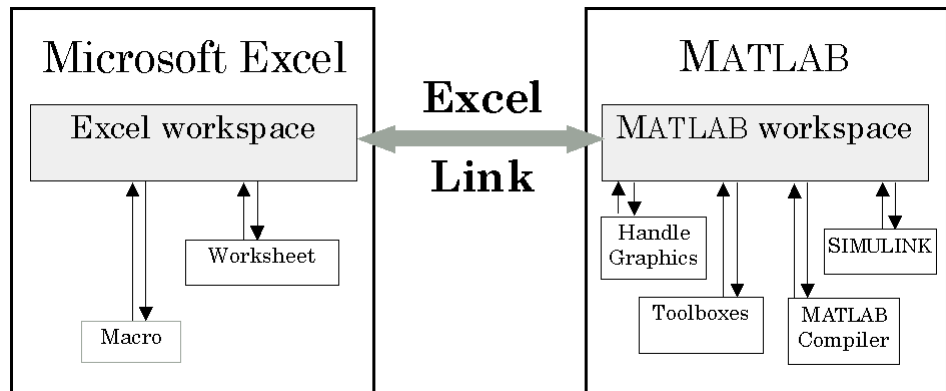 Microsoft Excel
Excel workspace
Worksheet
Macro
Excel
Link
MATLAB
MATLAB workspace
Handle
Graphics
Toolboxes
MATLAB
Compiler
SIMULINK